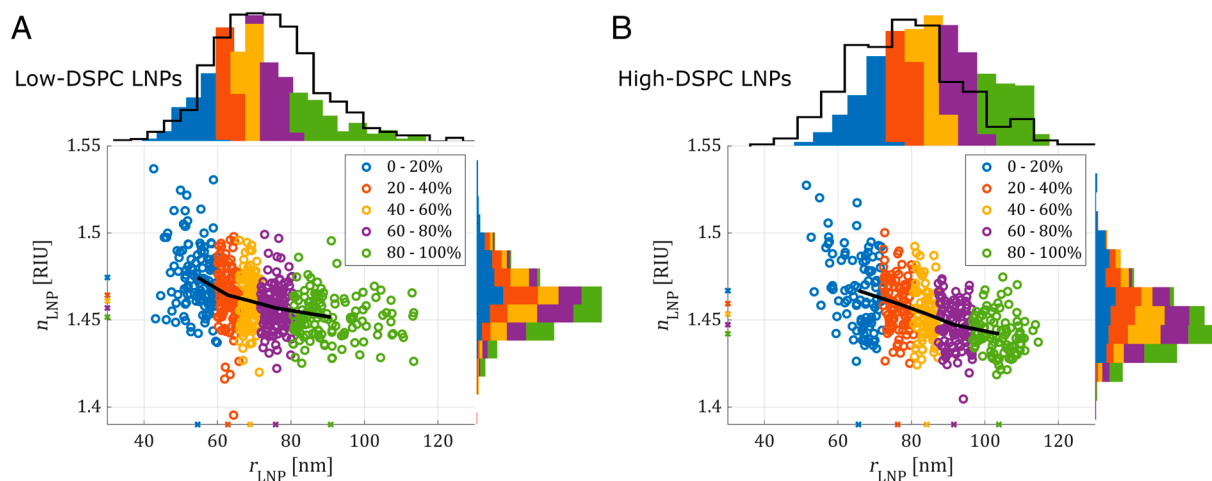 A
Low-DSPC LNPs
1.55
1.5
1.45
1.4
n_LNP [RIU]
0 - 20%
20 - 40%
40 - 60%
60 - 80%
80 - 100%
40 60 80 100 120
r_LNP [nm]
B
High-DSPC LNPs
1.55
1.5
1.45
1.4
n_LNP [RIU]
0 - 20%
20 - 40%
40 - 60%
60 - 80%
80 - 100%
40 60 80 100 120
r_LNP [nm]